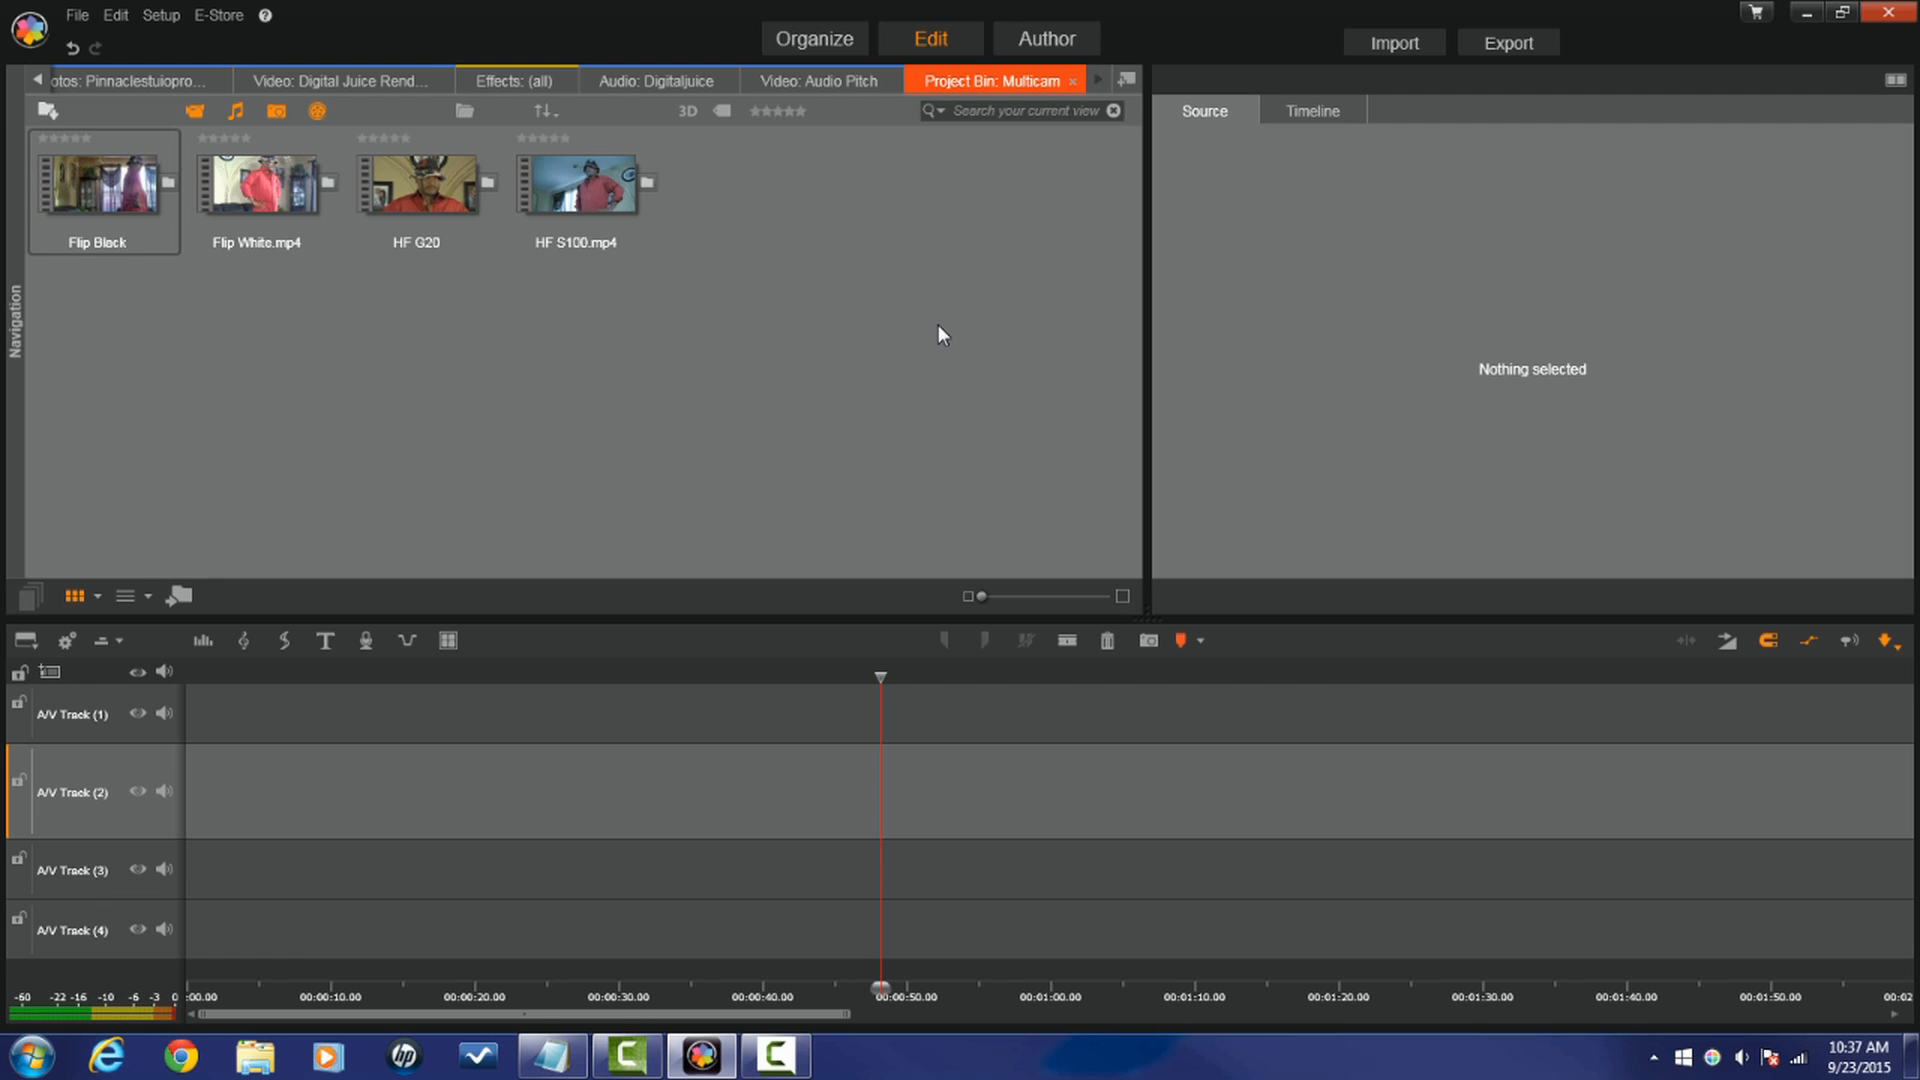 File Edit Setup E-Store
Organize Edit Author Import Export
otos: Pinnaclestuiopro... Video: Digital Juice Rend... Effects: (all) Audio: Digitaljuice Video: Audio Pitch Project Bin: Multicam
3D Search your current view
Source Timeline
Flip Black Flip White.mp4 HF G20 HF S100.mp4
Navigation
Nothing selected
A/V Track (1)
A/V Track (2)
A/V Track (3)
A/V Track (4)
-60 -22 -16 -10 -6 -3 0 :00.00 00:00:10.00 00:00:20.00 00:00:30.00 00:00:40.00 00:00:50.00 00:01:00.00 00:01:10.00 00:01:20.00 00:01:30.00 00:01:40.00 00:01:50.00 00:02
10:37 AM
9/23/2015